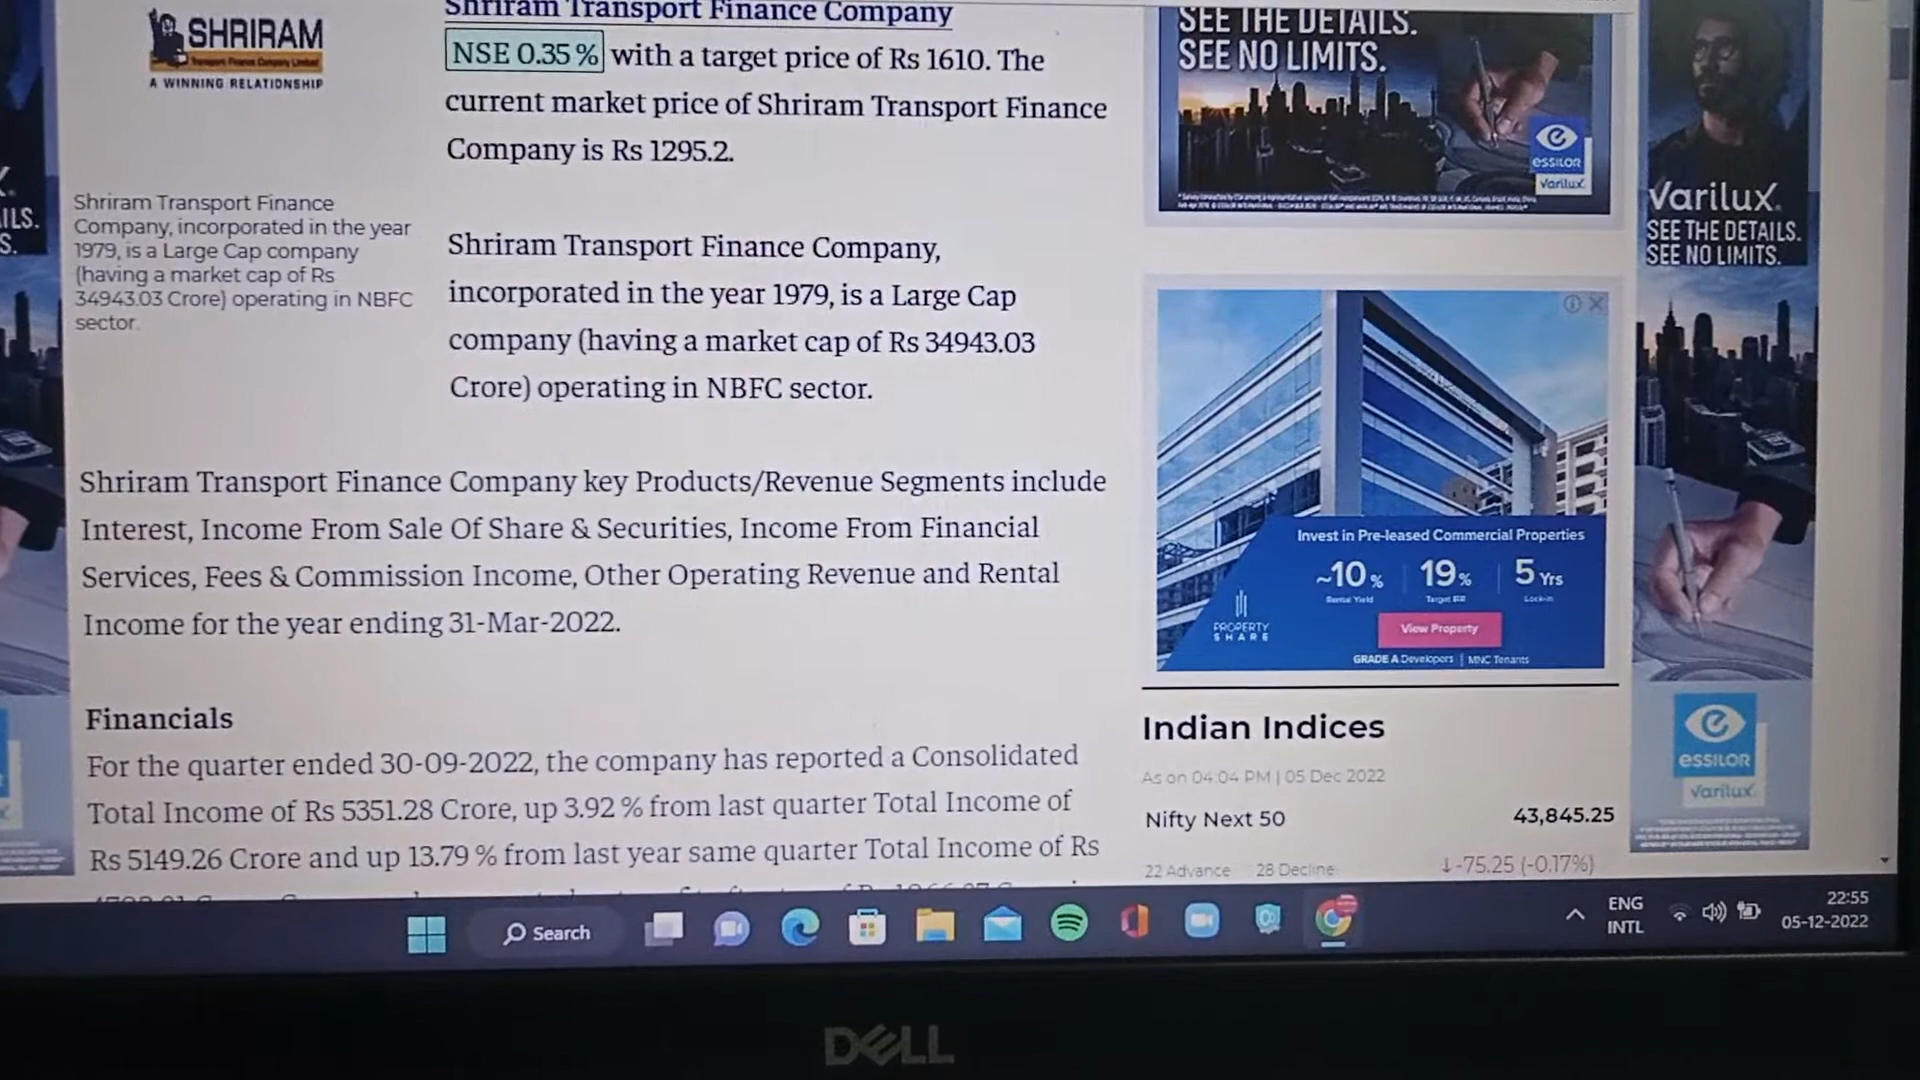 SHRIRAM
Transport Finance Company Limited
A WINNING RELATIONSHIP
Shriram Transport Finance
Company, incorporated in the year
1979, is a Large Cap company
(having a market cap of Rs
34943.03 Crore) operating in NBFC
sector.
Shriram Transport Finance Company
NSE 0.35 % with a target price of Rs 1610. The
current market price of Shriram Transport Finance
Company is Rs 1295.2.
Shriram Transport Finance Company,
incorporated in the year 1979, is a Large Cap
company (having a market cap of Rs 34943.03
Crore) operating in NBFC sector.
Shriram Transport Finance Company key Products/Revenue Segments include
Interest, Income From Sale Of Share & Securities, Income From Financial
Services, Fees & Commission Income, Other Operating Revenue and Rental
Income for the year ending 31-Mar-2022.
Financials
For the quarter ended 30-09-2022, the company has reported a Consolidated
Total Income of Rs 5351.28 Crore, up 3.92 % from last quarter Total Income of
Rs 5149.26 Crore and up 13.79 % from last year same quarter Total Income of Rs
SEE THE DETAILS.
SEE NO LIMITS.
essilor
Varilux
Invest in Pre-leased Commercial Properties
~10% 19% 5 Yrs
Rental Yield Target IRR Lock-in
PROPERTY
SHARE
View Property
GRADE A Developers | MNC Tenants
Indian Indices
As on 04:04 PM | 05 Dec 2022
Nifty Next 50 43,845.25
22 Advance 28 Decline ↓-75.25 (-0.17%)
Varilux
SEE THE DETAILS.
SEE NO LIMITS.
essilor
Varilux
ILS.
S.
Search
ENG
INTL
22:55
05-12-2022
DELL